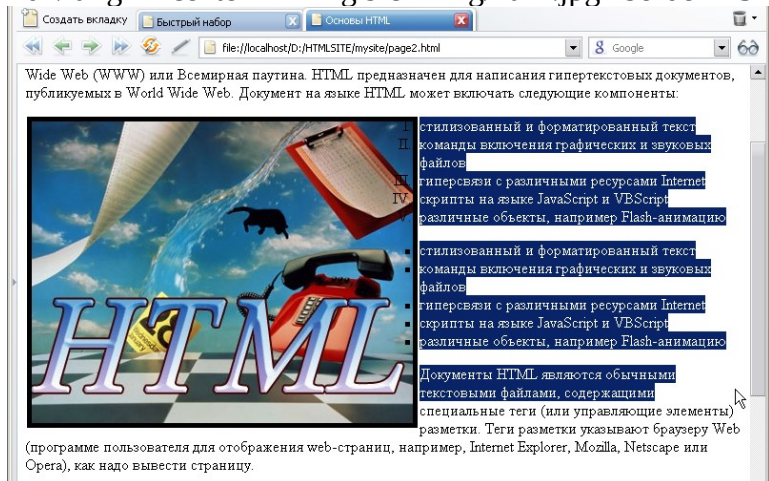 Создать вкладку
Быстрый набор
Основы HTML
file://localhost/D:/HTMLSITE/mysite/page2.html
Google
Wide Web (WWW) или Всемирная паутина. HTML предназначен для написания гипертекстовых документов,
публикуемых в World Wide Web. Документ на языке HTML может включать следующие компоненты:
I стилизованный и форматированный текст
II команды включения графических и звуковых
файлов
III гиперсвязи с различными ресурсами Internet
IV скрипты на языке JavaScript и VBScript
V различные объекты, например Flash-анимацию
стилизованный и форматированный текст
команды включения графических и звуковых
файлов
гиперсвязи с различными ресурсами Internet
скрипты на языке JavaScript и VBScript
различные объекты, например Flash-анимацию
HTML
Документы HTML являются обычными
текстовыми файлами, содержащими
специальные теги (или управляющие элементы)
разметки. Теги разметки указывают браузеру Web
(программе пользователя для отображения web-страниц, например, Internet Explorer, Mozilla, Netscape или
Opera), как надо вывести страницу.